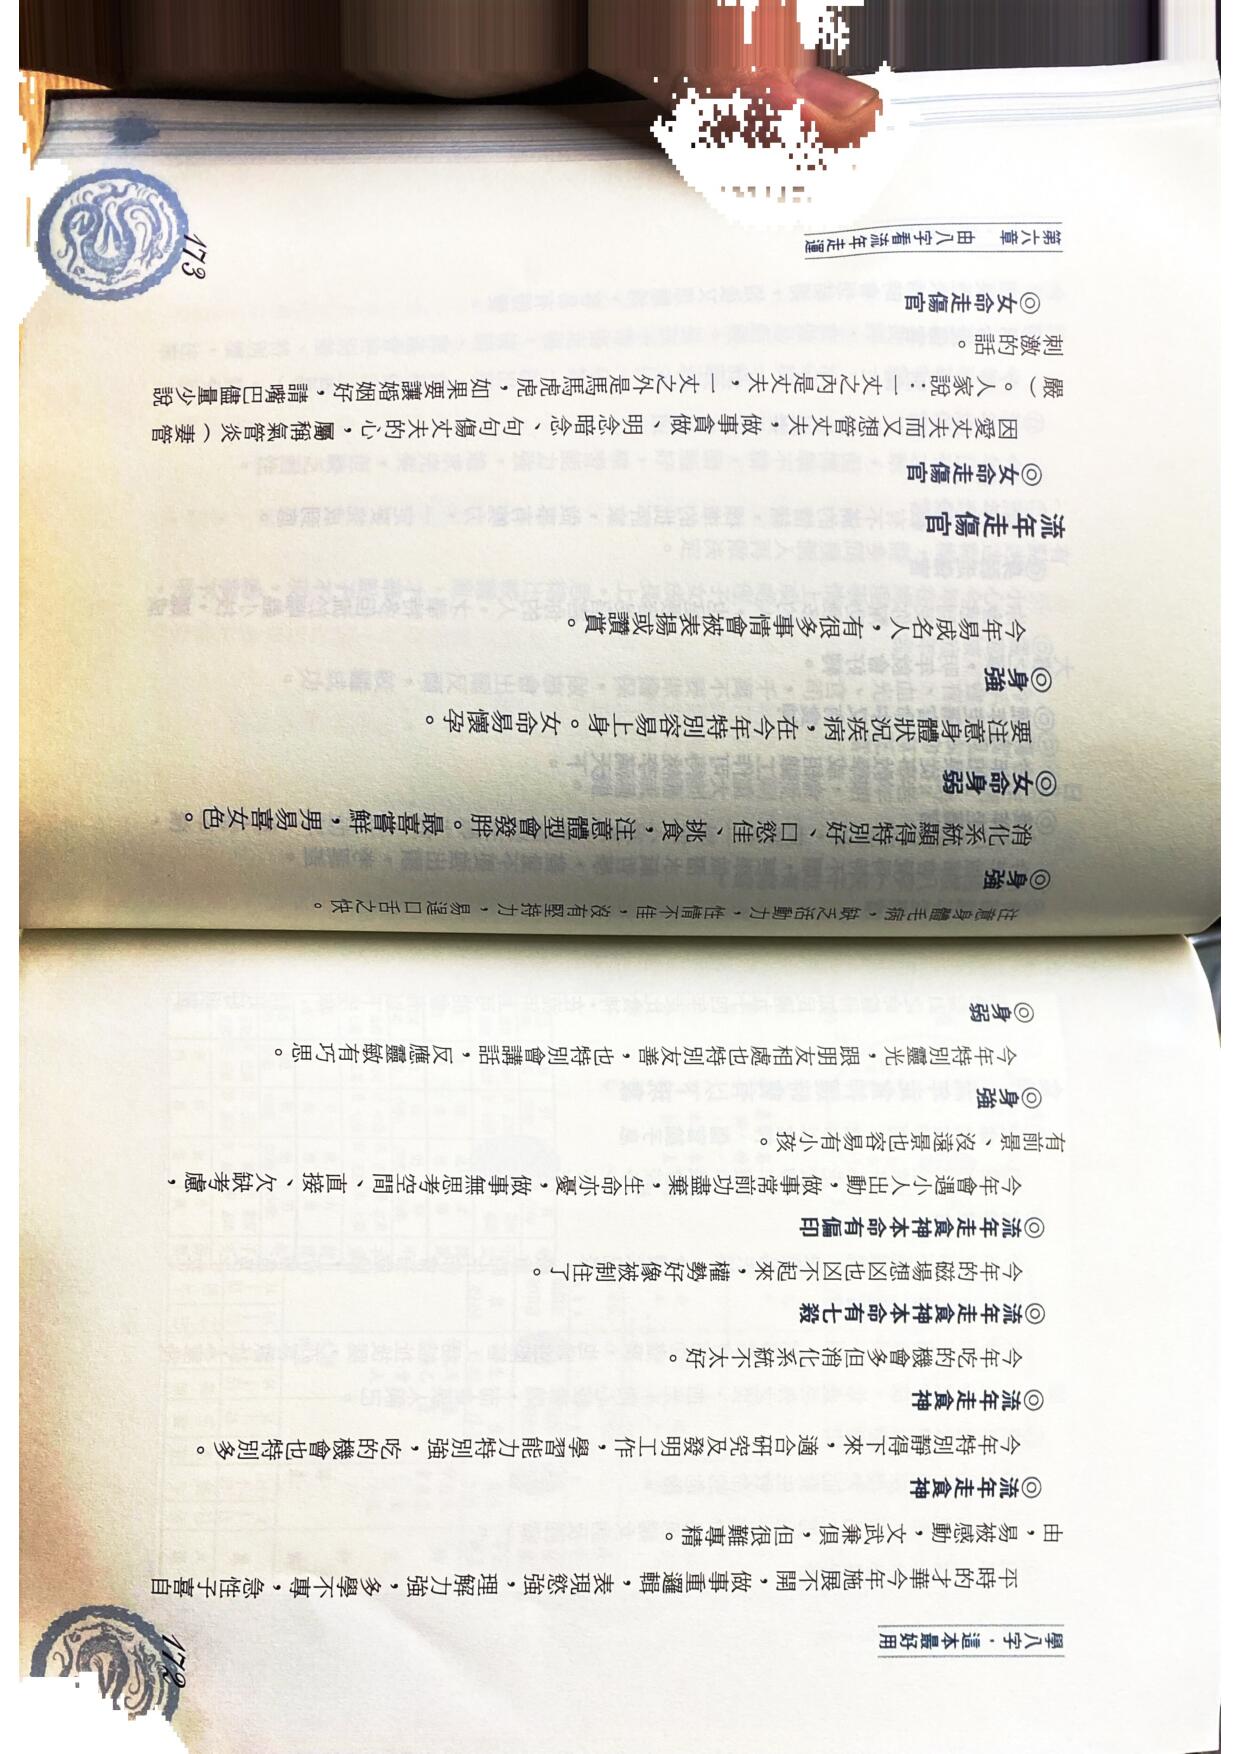 學八字，這本最好用
平時的才華今年施展不開，做事重邏輯，表現慾強，理解力強，多學不專，急性子喜自
由，易被感動，文武兼俱，但很難專精。
◎流年走食神
今年特別靜得下來，適合研究及發明工作，學習能力特別強，吃的機會也特別多。
◎流年走食神
今年吃的機會多但消化系統不太好。
◎流年走食神本命有七殺
今年的磁場想凶也凶不起來，權勢好像被制住了。
◎流年走食神本命有偏印
今年會遇小人出動，做事常前功盡棄，生命亦憂，做事無思考空間、直接、欠缺考慮，
有前景、沒遠景也容易有小孩。
◎身強
今年特別靈光，跟朋友相處也特別友善，也特別會講話，反應靈敏有巧思。
◎身弱
172
注意身體毛病，缺乏活動力，性情不佳，沒有堅持力，易逞口舌之快。
◎身強
消化系統顯得特別好、口慾佳、挑食，注意體型會發胖。最喜嘗鮮，男易喜女色。
◎女命身弱
要注意身體狀況疾病，在今年特別容易上身。女命易懷孕。
◎身強
今年易成名人，有很多事情會被表揚或讚賞。
流年走傷官
◎女命走傷官
因愛丈夫而又想管丈夫，做事貪做、明念暗念、句句傷丈夫的心，屬稱氣管炎（妻管
嚴）。人家說：一丈之內是丈夫，一丈之外是馬馬虎虎，如果要讓婚姻好，請嘴巴儘量少說
刺激的話。
◎女命走傷官
第六章　由八字看流年走運
173